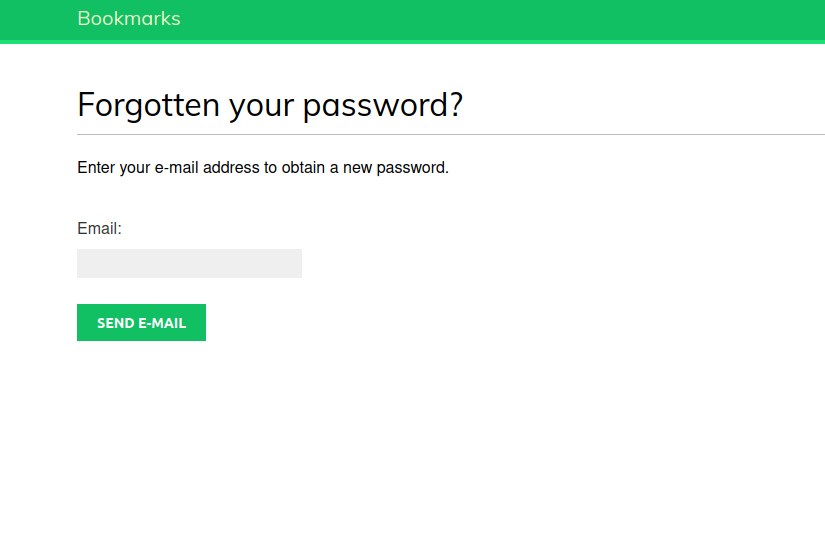 Bookmarks
Forgotten your password?
Enter your e-mail address to obtain a new password.
Email:
SEND E-MAIL